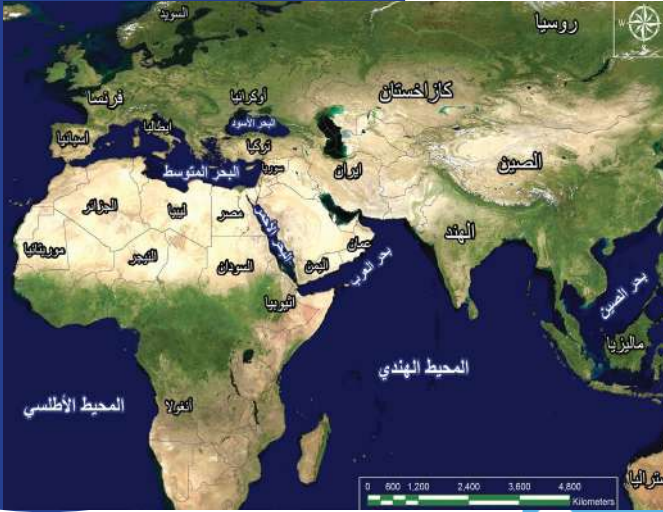 السويد
روسيا
W
فرنسا
أوكرانيا
كازاخستان
اسبانيا
ايطاليا
البحر الأسود
تركيا
سوريا
ايران
الصين
البحر المتوسط
الجزائر
ليبيا
مصر
البحر الأحمر
عمان
الهند
موريتانيا
النيجر
السودان
اليمن
بحر العرب
اثيوبيا
بحر الصين
ماليزيا
المحيط الهندي
المحيط الأطلسي
أنغولا
0 600 1,200 2,400 3,600 4,800
Kilometers
ستراليا